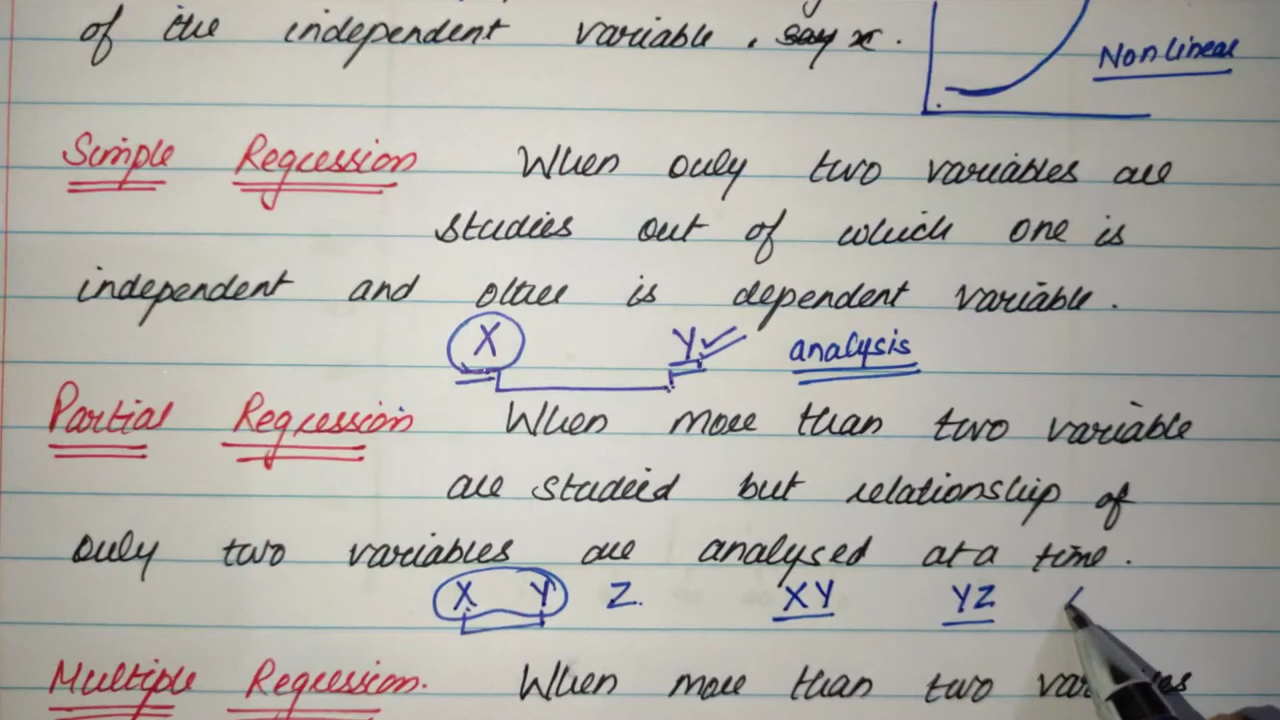 of the independent variable, say x.
Nonlinear
Simple Regression When only two variables are
studies out of which one is
independent and other is dependent variable.
X Y analysis
Partial Regression When more than two variable
are studied but relationship of
only two variables are analysed at a time.
X Y Z. XY YZ
Multiple Regression. When more than two